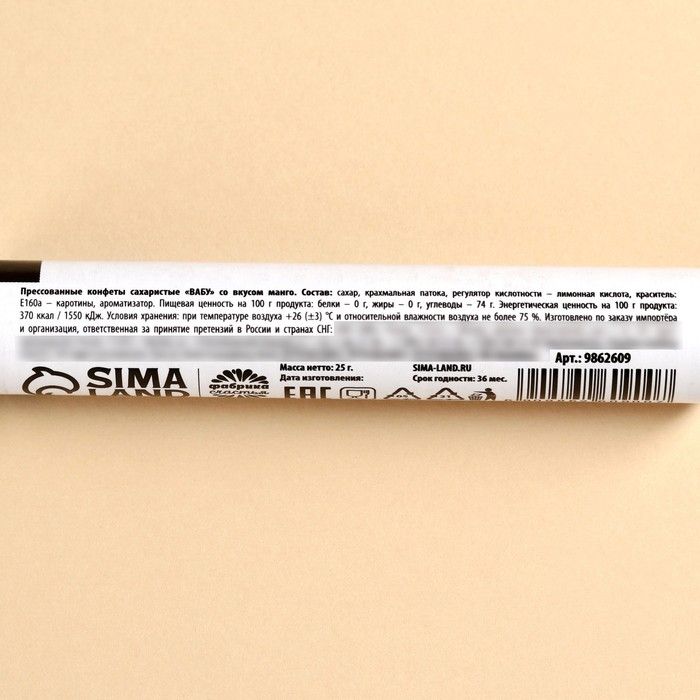 Прессованные конфеты сахаристые «ВАБУ» со вкусом манго. Состав: сахар, крахмальная патока, регулятор кислотности – лимонная кислота, краситель:
Е160а – каротины, ароматизатор. Пищевая ценность на 100 г продукта: белки – 0 г, жиры – 0 г, углеводы – 74 г. Энергетическая ценность на 100 г продукта:
370 ккал / 1550 кДж. Условия хранения: при температуре воздуха +26 (±3) °С и относительной влажности воздуха не более 75 %. Изготовлено по заказу импортёра
и организация, ответственная за принятие претензий в России и странах СНГ:
Арт.: 9862609
SIMA
LAND
фабрика
счастья
Масса нетто: 25 г.
Дата изготовления:
SIMA-LAND.RU
Срок годности: 36 мес.
EAC